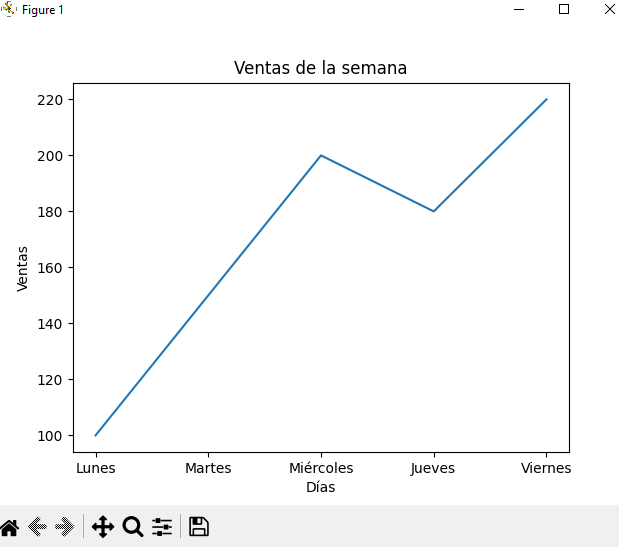 Figure 1
Ventas de la semana
220
200
180
160
140
120
100
Ventas
Lunes Martes Miércoles Jueves Viernes
Días